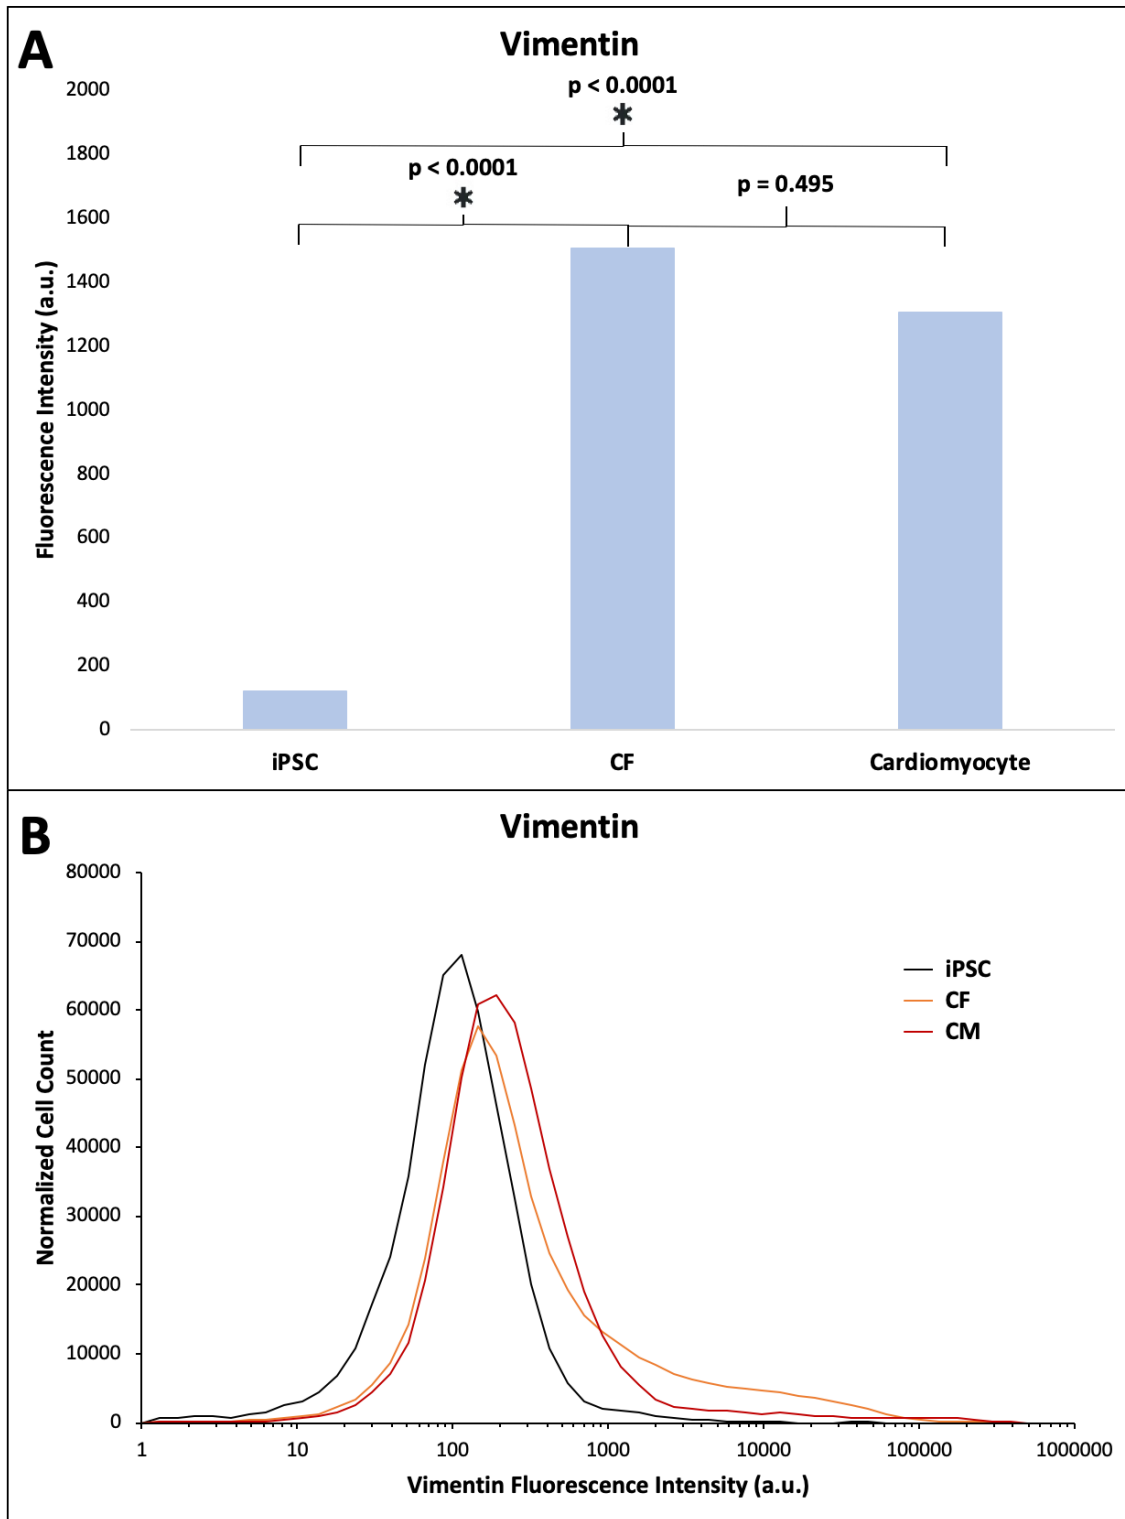 A
Vimentin
p < 0.0001
*
p < 0.0001
*
p = 0.495
Fluorescence Intensity (a.u.)
2000
1800
1600
1400
1200
1000
800
600
400
200
0
iPSC CF Cardiomyocyte
B
Vimentin
Normalized Cell Count
80000
70000
60000
50000
40000
30000
20000
10000
0
iPSC
CF
CM
1 10 100 1000 10000 100000 1000000
Vimentin Fluorescence Intensity (a.u.)